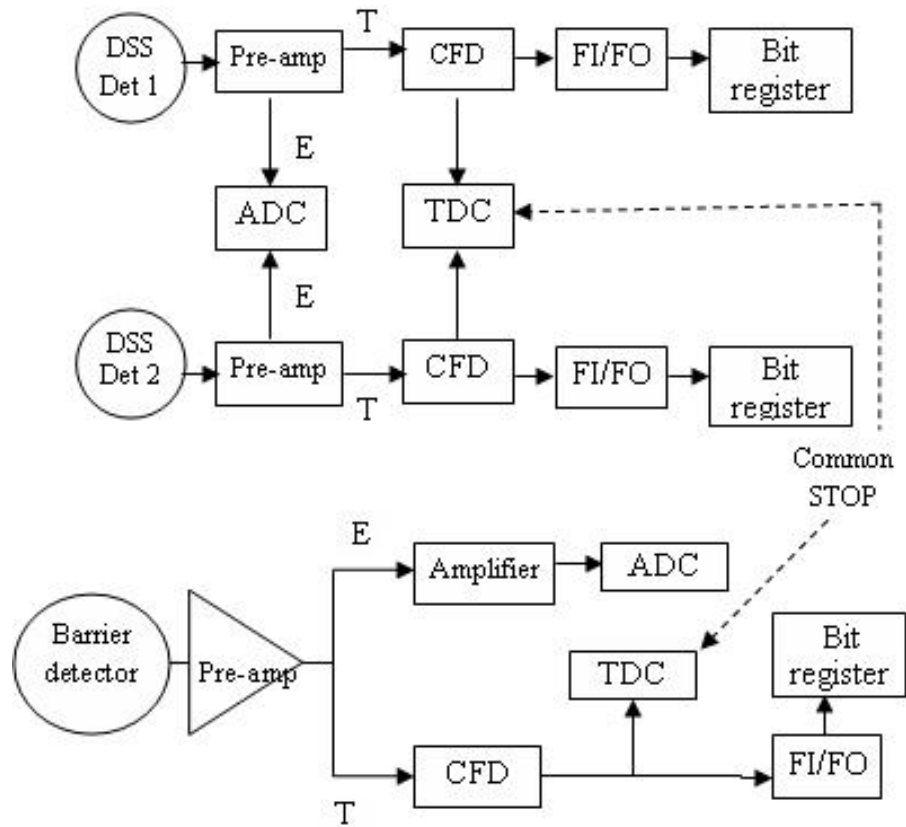 DSS
Det 1
Pre-amp
T
CFD
FI/FO
Bit
register
E
ADC
TDC
E
DSS
Det 2
Pre-amp
T
CFD
FI/FO
Bit
register
Common
STOP
E
Amplifier
ADC
Barrier
detector
Pre-amp
TDC
Bit
register
T
CFD
FI/FO